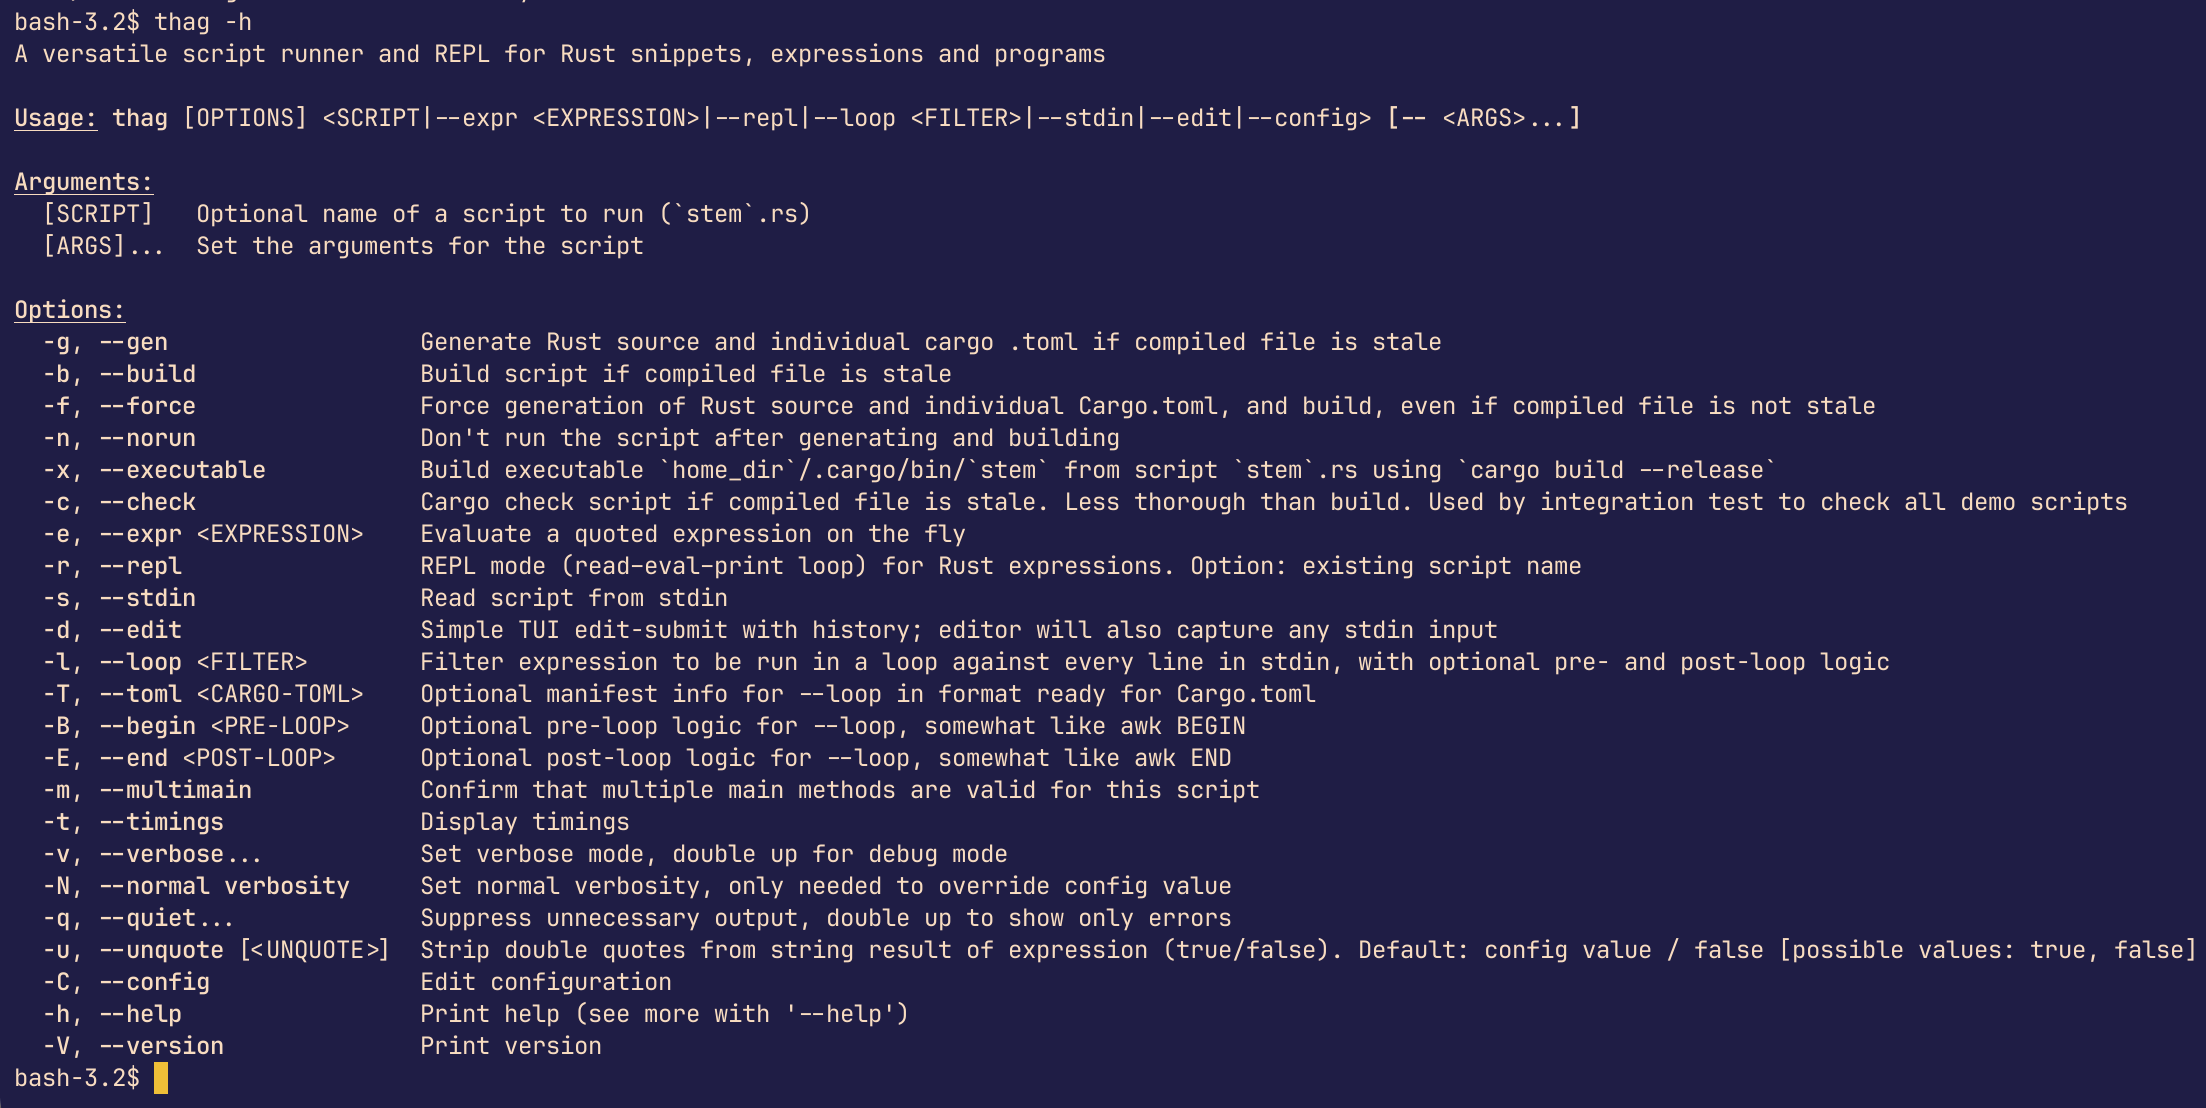 bash-3.2$ thag -h
A versatile script runner and REPL for Rust snippets, expressions and programs
Usage: thag [OPTIONS] <SCRIPT|--expr <EXPRESSION>|--repl|--loop <FILTER>|--stdin|--edit|--config> [-- <ARGS>...]
Arguments:
  [SCRIPT]   Optional name of a script to run (`stem`.rs)
  [ARGS]...  Set the arguments for the script
Options:
  -g, --gen                  Generate Rust source and individual cargo .toml if compiled file is stale
  -b, --build                Build script if compiled file is stale
  -f, --force                Force generation of Rust source and individual Cargo.toml, and build, even if compiled file is not stale
  -n, --norun                Don't run the script after generating and building
  -x, --executable           Build executable `home_dir`/.cargo/bin/`stem` from script `stem`.rs using `cargo build --release`
  -c, --check                Cargo check script if compiled file is stale. Less thorough than build. Used by integration test to check all demo scripts
  -e, --expr <EXPRESSION>    Evaluate a quoted expression on the fly
  -r, --repl                 REPL mode (read-eval-print loop) for Rust expressions. Option: existing script name
  -s, --stdin                Read script from stdin
  -d, --edit                 Simple TUI edit-submit with history; editor will also capture any stdin input
  -l, --loop <FILTER>        Filter expression to be run in a loop against every line in stdin, with optional pre- and post-loop logic
  -T, --toml <CARGO-TOML>    Optional manifest info for --loop in format ready for Cargo.toml
  -B, --begin <PRE-LOOP>     Optional pre-loop logic for --loop, somewhat like awk BEGIN
  -E, --end <POST-LOOP>      Optional post-loop logic for --loop, somewhat like awk END
  -m, --multimain            Confirm that multiple main methods are valid for this script
  -t, --timings              Display timings
  -v, --verbose...           Set verbose mode, double up for debug mode
  -N, --normal verbosity     Set normal verbosity, only needed to override config value
  -q, --quiet...             Suppress unnecessary output, double up to show only errors
  -u, --unquote [<UNQUOTE>]  Strip double quotes from string result of expression (true/false). Default: config value / false [possible values: true, false]
  -C, --config               Edit configuration
  -h, --help                 Print help (see more with '--help')
  -V, --version              Print version
bash-3.2$